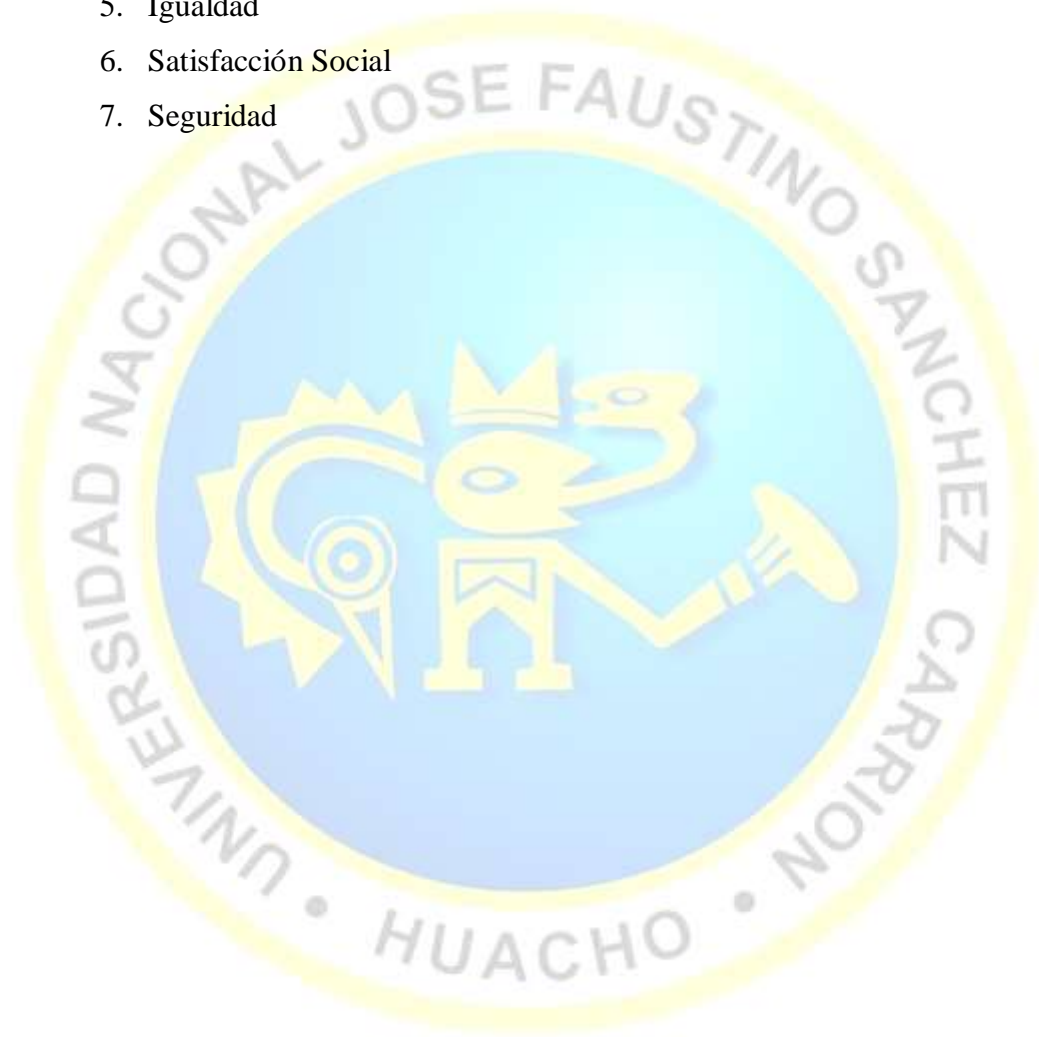 5. Igualdad
6. Satisfacción Social
7. Seguridad
UNIVERSIDAD NACIONAL JOSE FAUSTINO SANCHEZ CARRION
• HUACHO •